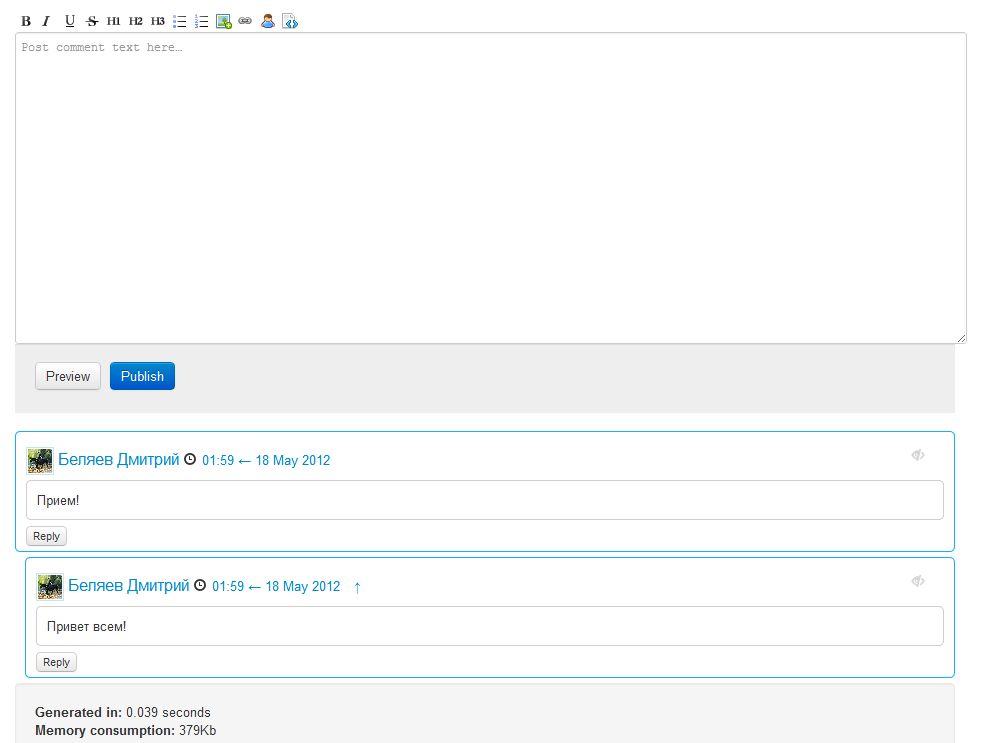 B I U S H1 H2 H3
Post comment text here…
Preview Publish
Беляев Дмитрий 01:59 ← 18 May 2012
Прием!
Reply
Беляев Дмитрий 01:59 ← 18 May 2012 ↑
Привет всем!
Reply
Generated in: 0.039 seconds
Memory consumption: 379Kb